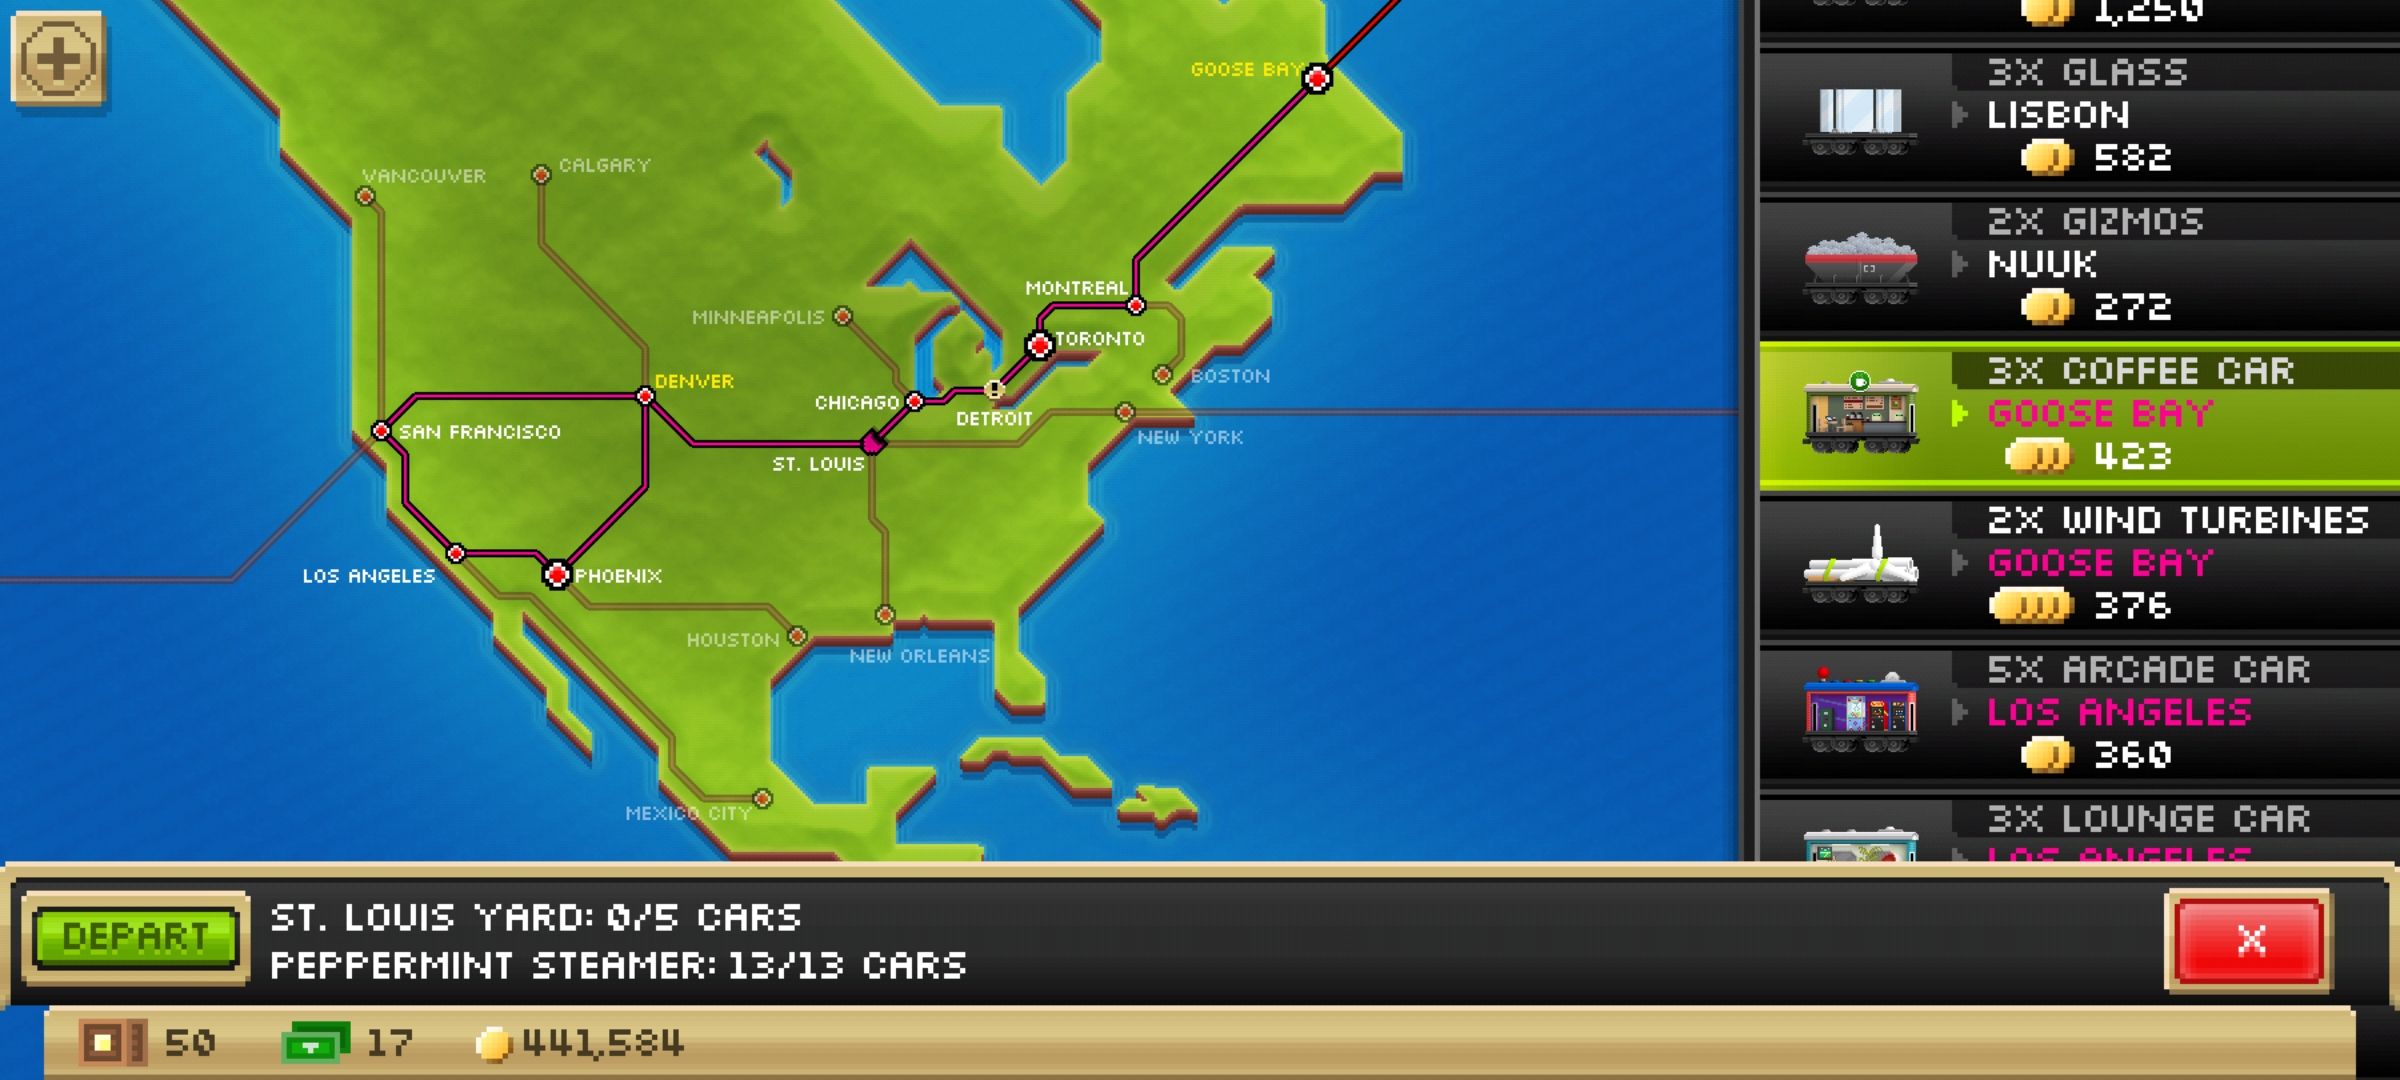 1,250
GOOSE BAY
3X GLASS
LISBON
582
VANCOUVER
CALGARY
2X GIZMOS
NUUK
272
MONTREAL
MINNEAPOLIS
TORONTO
DENVER
BOSTON
CHICAGO
DETROIT
SAN FRANCISCO
NEW YORK
ST. LOUIS
3X COFFEE CAR
GOOSE BAY
423
2X WIND TURBINES
GOOSE BAY
376
LOS ANGELES
PHOENIX
HOUSTON
NEW ORLEANS
5X ARCADE CAR
LOS ANGELES
360
MEXICO CITY
3X LOUNGE CAR
LOS ANGELES
DEPART
ST. LOUIS YARD: 0/5 CARS
PEPPERMINT STEAMER: 13/13 CARS
X
50
17
441,584